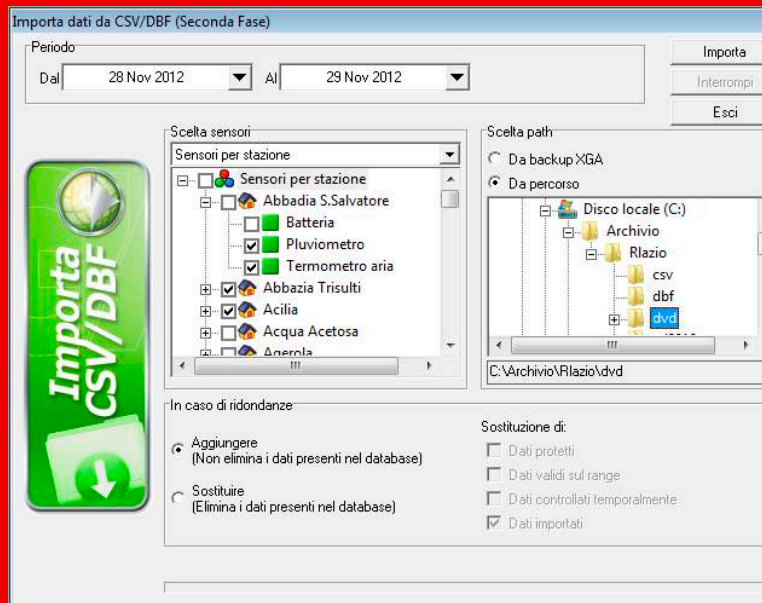 Importa dati da CSV/DBF (Seconda Fase)
Periodo
Dal 28 Nov 2012 Al 29 Nov 2012
Importa
Interrompi
Esci
Importa
CSV/DBF
Scelta sensori
Sensori per stazione
Sensori per stazione
Abbadia S.Salvatore
Batteria
Pluviometro
Termometro aria
Abbazia Trisulti
Acilia
Acqua Acetosa
Agerola
Scelta path
Da backup XGA
Da percorso
Disco locale (C:)
Archivio
Rlazio
csv
dbf
dvd
C:\Archivio\Rlazio\dvd
In caso di ridondanze
Aggiungere
(Non elimina i dati presenti nel database)
Sostituire
(Elimina i dati presenti nel database)
Sostituzione di:
Dati protetti
Dati validi sul range
Dati controllati temporalmente
Dati importati